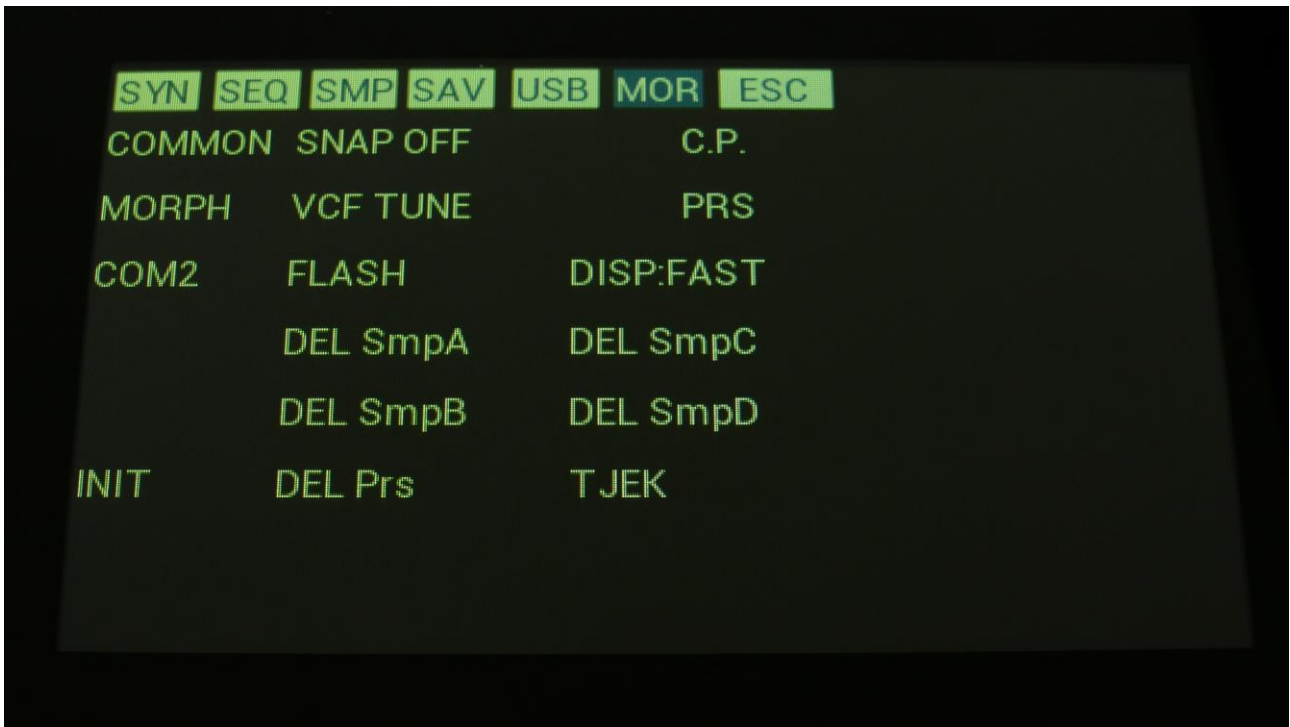 SYN SEQ SMP SAV USB MOR ESC
COMMON SNAP OFF C.P.
MORPH VCF TUNE PRS
COM2 FLASH DISP:FAST
DEL SmpA DEL SmpC
DEL SmpB DEL SmpD
INIT DEL Prs TJEK